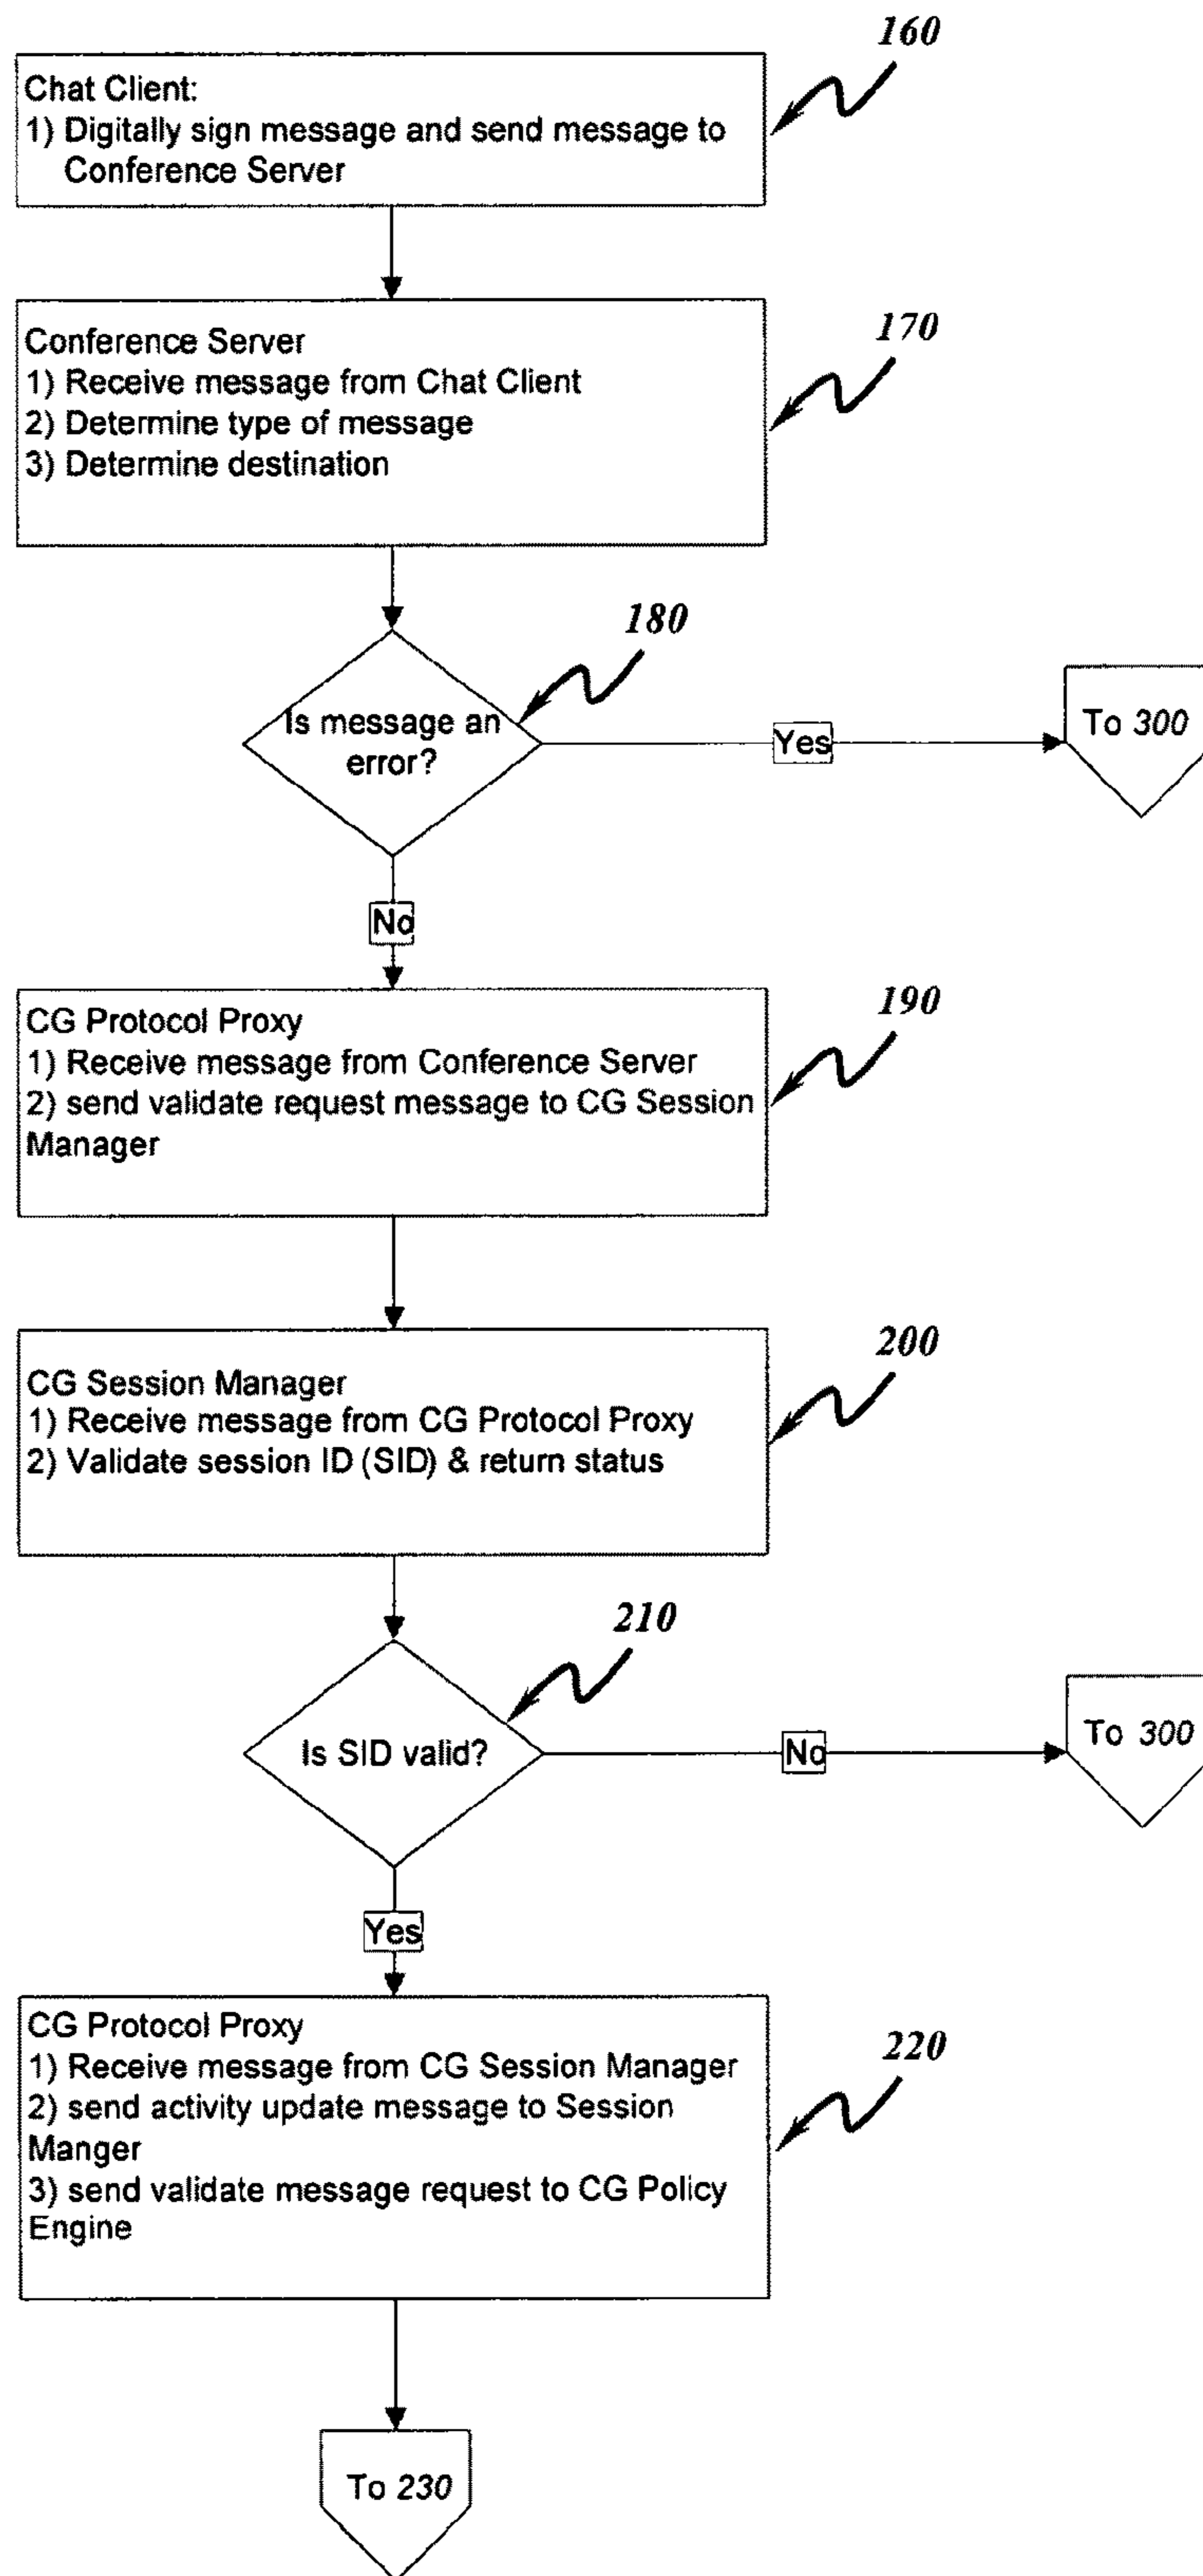 160
Chat Client:
1) Digitally sign message and send message to
Conference Server
170
Conference Server
1) Receive message from Chat Client
2) Determine type of message
3) Determine destination
180
Is message an
error?
Yes
To 300
No
190
CG Protocol Proxy
1) Receive message from Conference Server
2) send validate request message to CG Session
Manager
200
CG Session Manager
1) Receive message from CG Protocol Proxy
2) Validate session ID (SID) & return status
210
Is SID valid?
No
To 300
Yes
220
CG Protocol Proxy
1) Receive message from CG Session Manager
2) send activity update message to Session
Manger
3) send validate message request to CG Policy
Engine
To 230